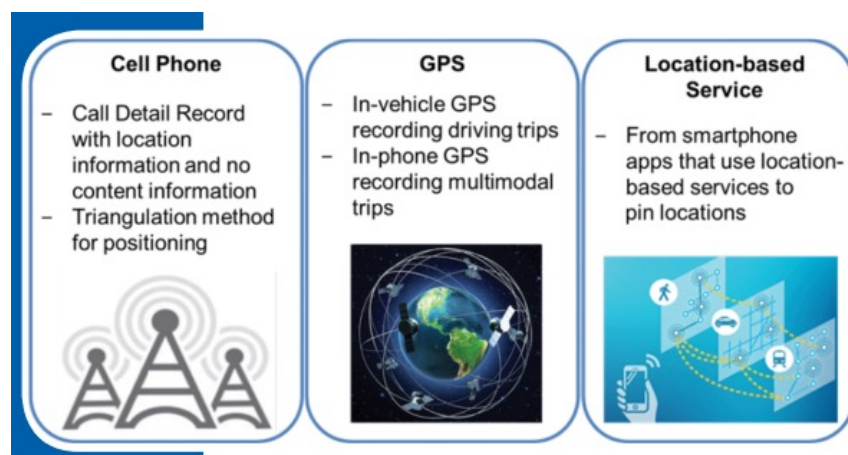 Cell Phone
– Call Detail Record
with location
information and no
content information
– Triangulation method
for positioning
GPS
– In-vehicle GPS
recording driving trips
– In-phone GPS
recording multimodal
trips
Location-based
Service
– From smartphone
apps that use location-
based services to
pin locations